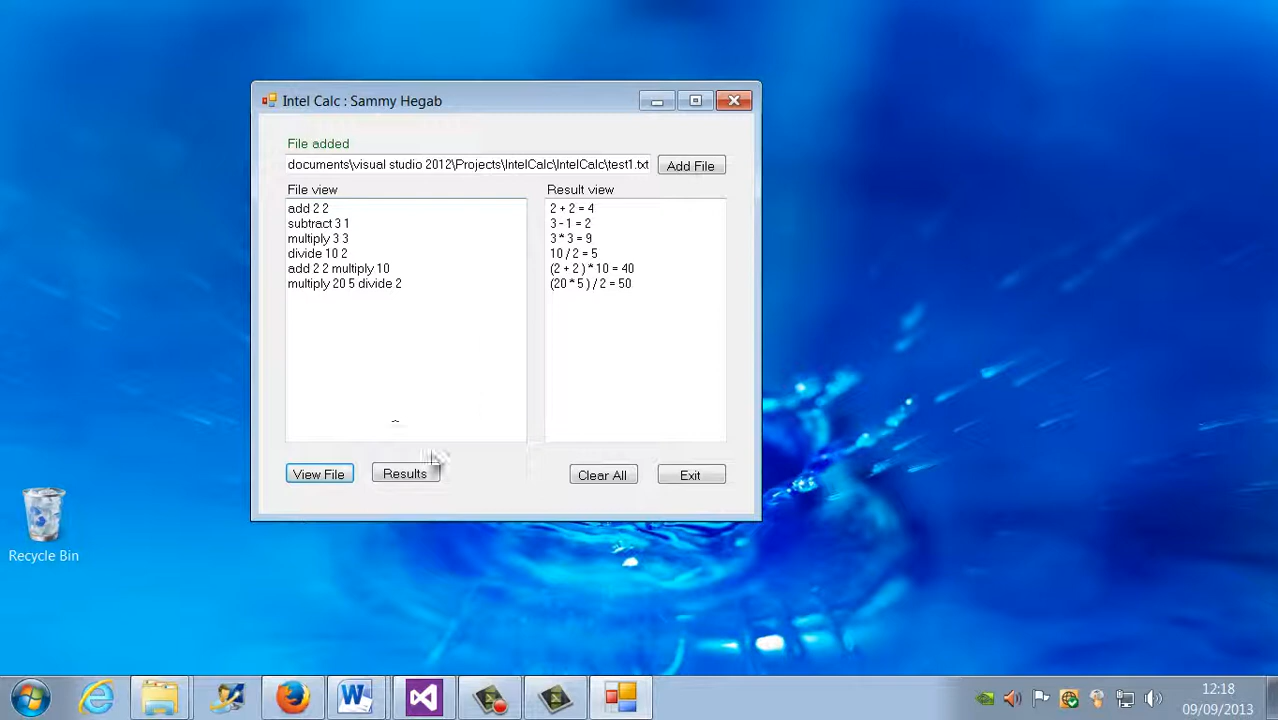 Intel Calc : Sammy Hegab
File added
documents\visual studio 2012\Projects\IntelCalc\IntelCalc\test1.txt
Add File
File view
Result view
add 2 2
subtract 3 1
multiply 3 3
divide 10 2
add 2 2 multiply 10
multiply 20 5 divide 2
2 + 2 = 4
3 - 1 = 2
3 * 3 = 9
10 / 2 = 5
(2 + 2 ) * 10 = 40
(20 * 5 ) / 2 = 50
View File
Results
Clear All
Exit
Recycle Bin
12:18
09/09/2013